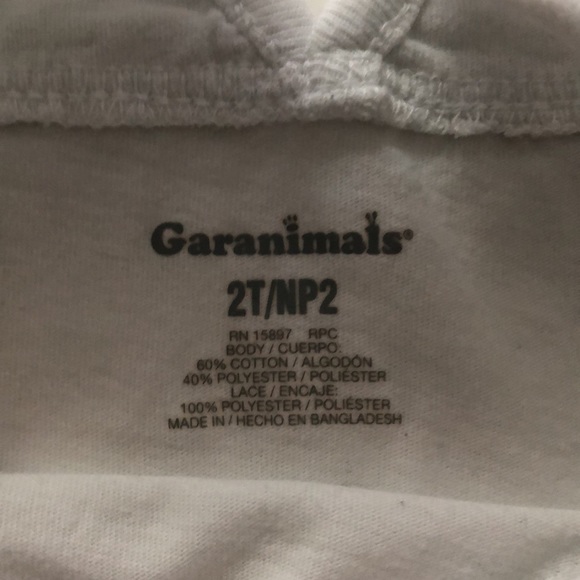 Garanimals®
2T/NP2
RN 15897 RPC
BODY / CUERPO:
60% COTTON / ALGODÓN
40% POLYESTER / POLIÉSTER
LACE / ENCAJE:
100% POLYESTER / POLIÉSTER
MADE IN / HECHO EN BANGLADESH